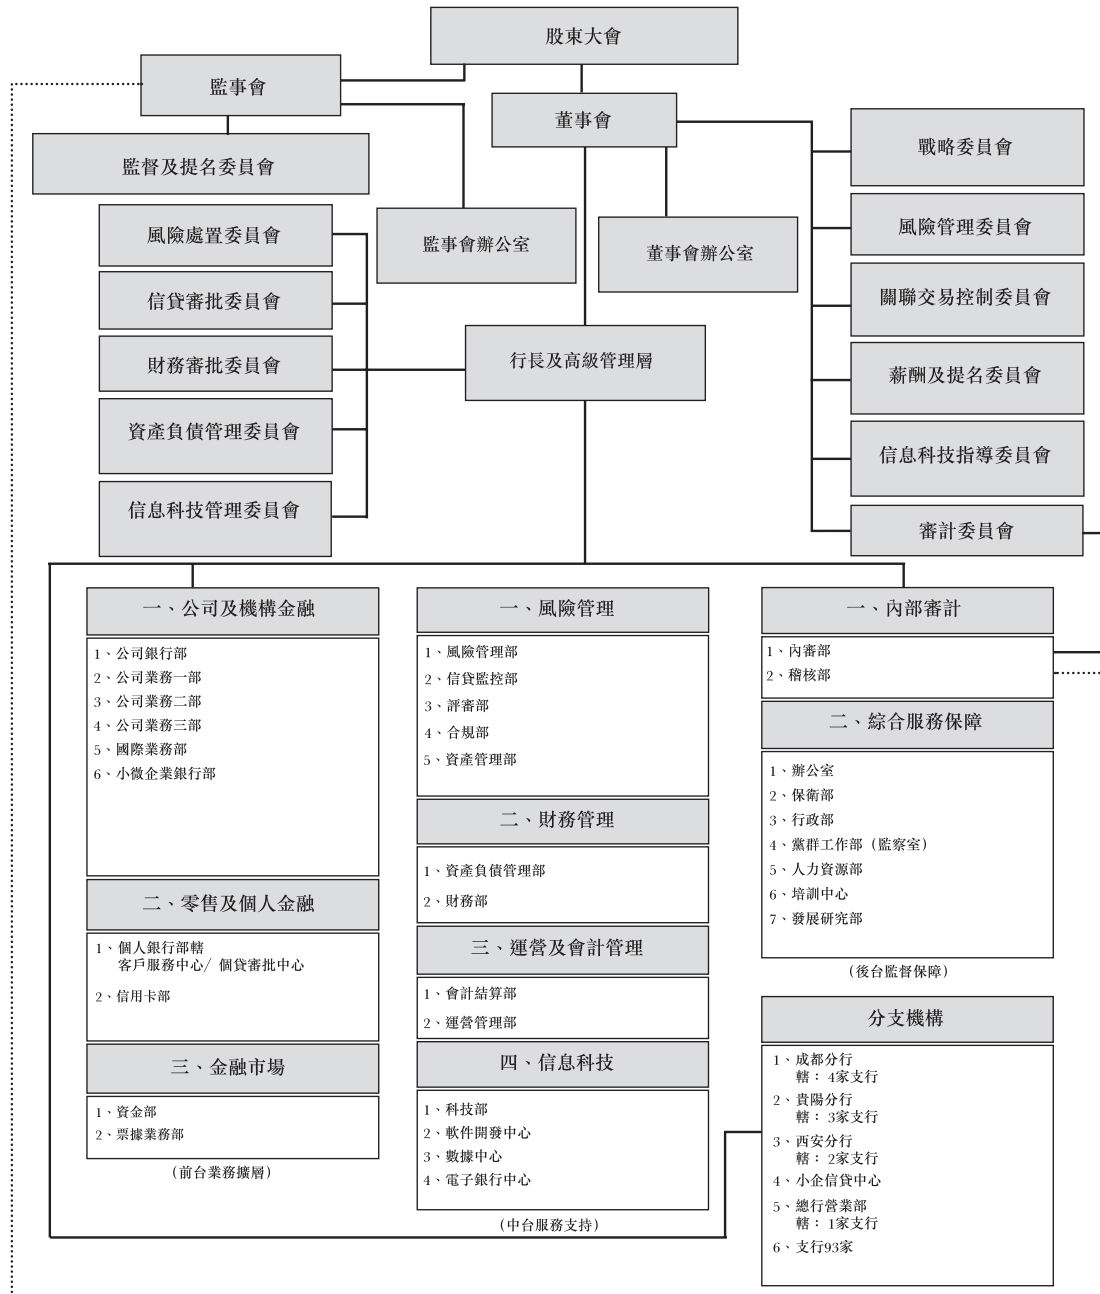 股東大會
監事會
董事會
監督及提名委員會
監事會辦公室
董事會辦公室
風險處置委員會
信貸審批委員會
財務審批委員會
資產負債管理委員會
信息科技管理委員會
行長及高級管理層
戰略委員會
風險管理委員會
關聯交易控制委員會
薪酬及提名委員會
信息科技指導委員會
審計委員會
一、公司及機構金融
1、公司銀行部
2、公司業務一部
3、公司業務二部
4、公司業務三部
5、國際業務部
6、小微企業銀行部
二、零售及個人金融
1、個人銀行部轄
客戶服務中心/ 個貸審批中心
2、信用卡部
三、金融市場
1、資金部
2、票據業務部
(前台業務擴層)
一、風險管理
1、風險管理部
2、信貸監控部
3、評審部
4、合規部
5、資產管理部
二、財務管理
1、資產負債管理部
2、財務部
三、運營及會計管理
1、會計結算部
2、運營管理部
四、信息科技
1、科技部
2、軟件開發中心
3、數據中心
4、電子銀行中心
(中台服務支持)
一、內部審計
1、內審部
2、稽核部
二、綜合服務保障
1、辦公室
2、保衛部
3、行政部
4、黨群工作部（監察室）
5、人力資源部
6、培訓中心
7、發展研究部
(後台監督保障)
分支機構
1、成都分行
轄： 4家支行
2、貴陽分行
轄： 3家支行
3、西安分行
轄： 2家支行
4、小企信貸中心
5、總行營業部
轄： 1家支行
6、支行93家